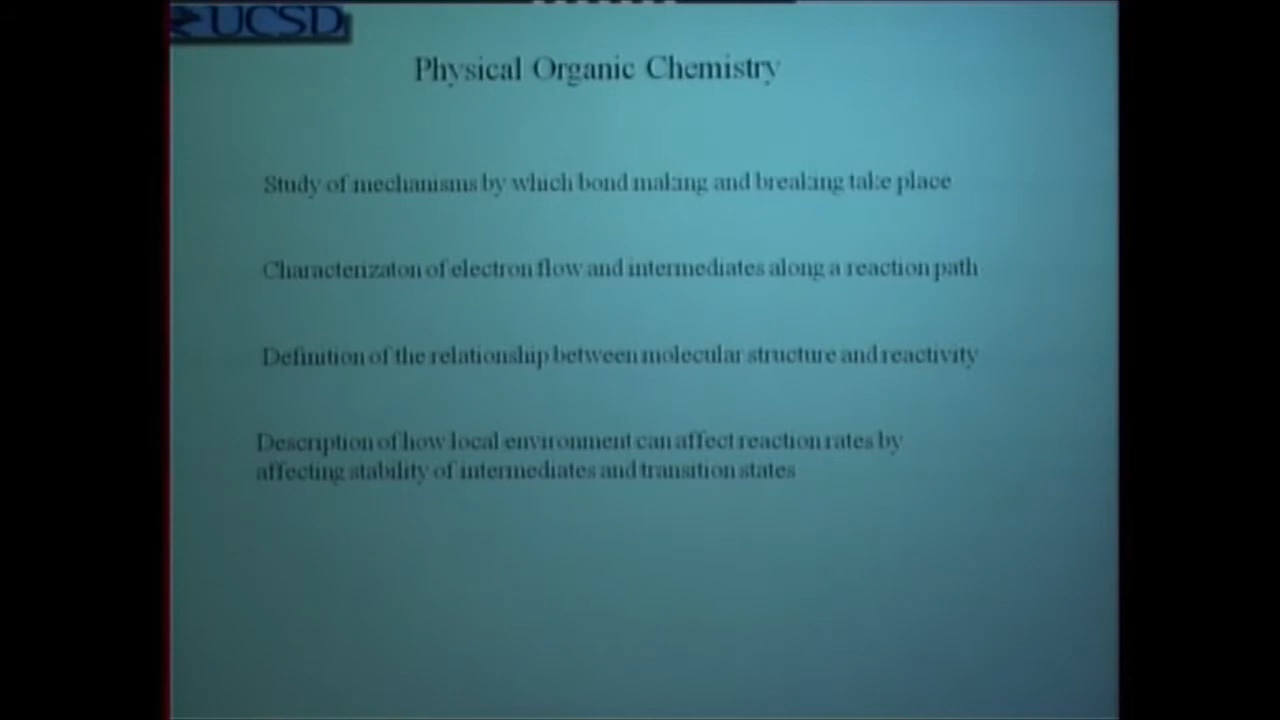 UCSD
Physical Organic Chemistry
Study of mechanisms by which bond making and breaking take place
Characterizaton of electron flow and intermediates along a reaction path
Definition of the relationship between molecular structure and reactivity
Description of how local environment can affect reaction rates by
affecting stability of intermediates and transition states